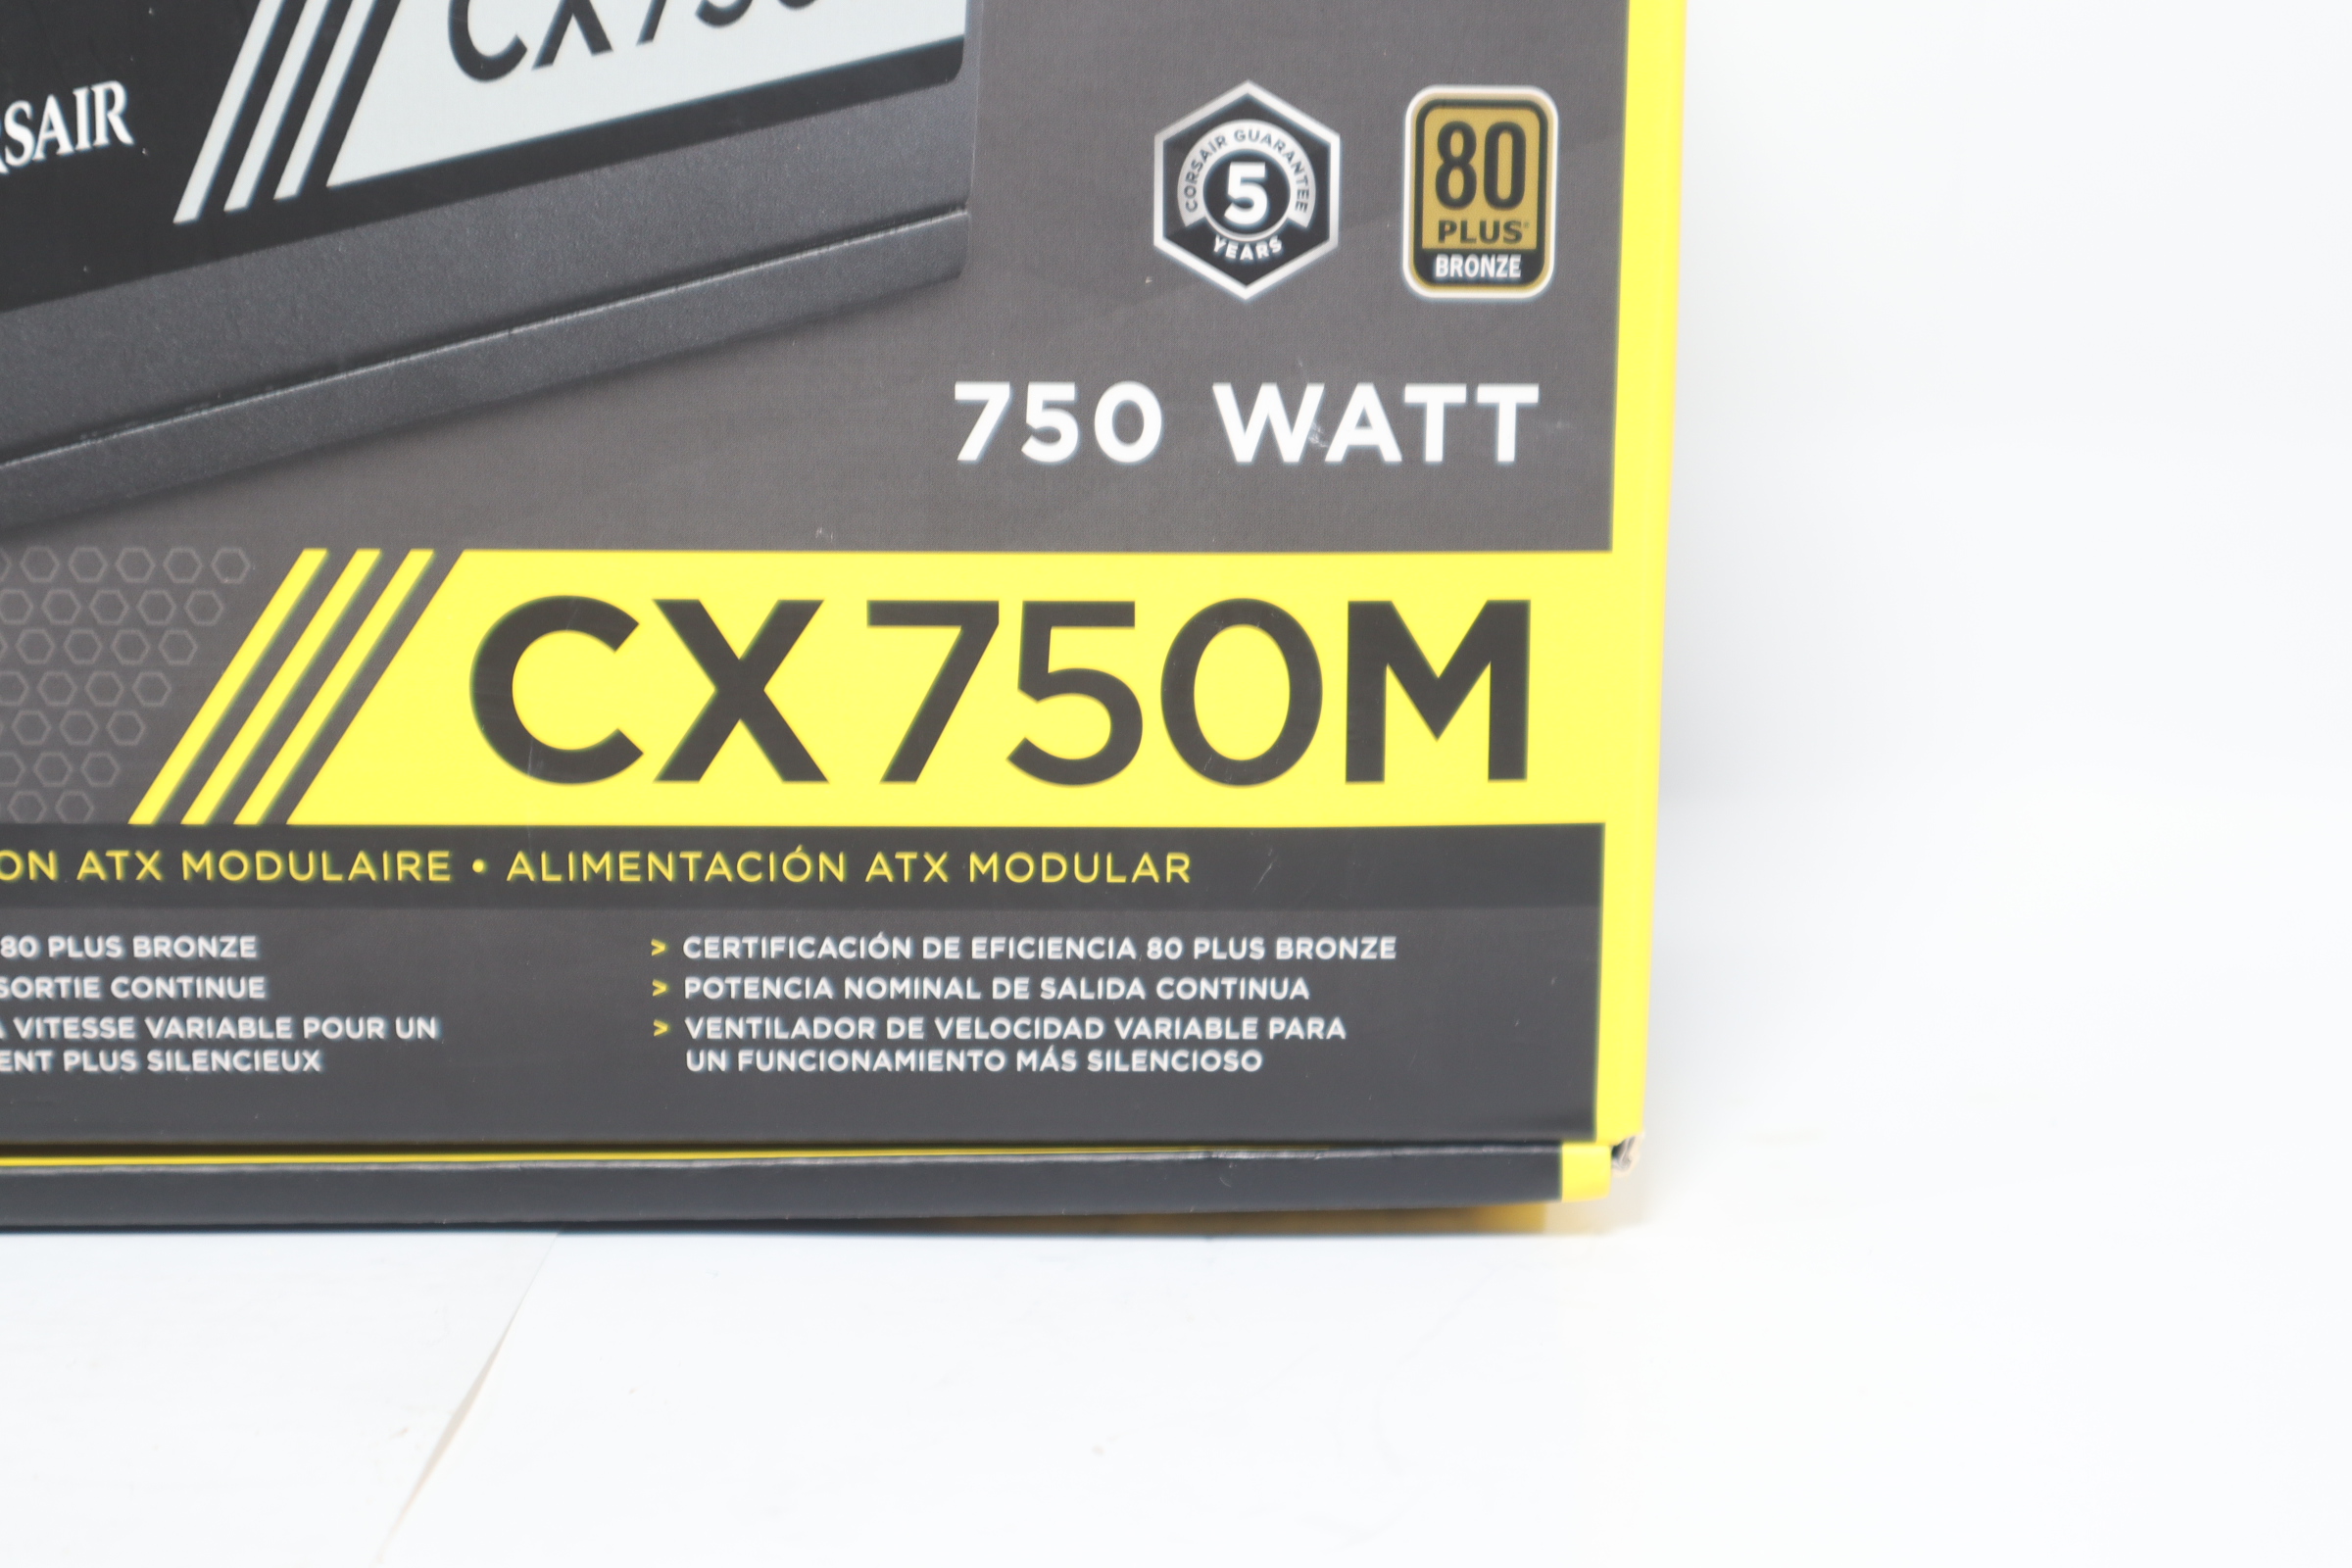 CX750
SAIR
CORSAIR GUARANTEE
5
YEARS
80
PLUS
BRONZE
750 WATT
CX750M
ON ATX MODULAIRE • ALIMENTACIÓN ATX MODULAR
80 PLUS BRONZE
SORTIE CONTINUE
A VITESSE VARIABLE POUR UN
ENT PLUS SILENCIEUX
> CERTIFICACIÓN DE EFICIENCIA 80 PLUS BRONZE
> POTENCIA NOMINAL DE SALIDA CONTINUA
> VENTILADOR DE VELOCIDAD VARIABLE PARA
UN FUNCIONAMIENTO MÁS SILENCIOSO